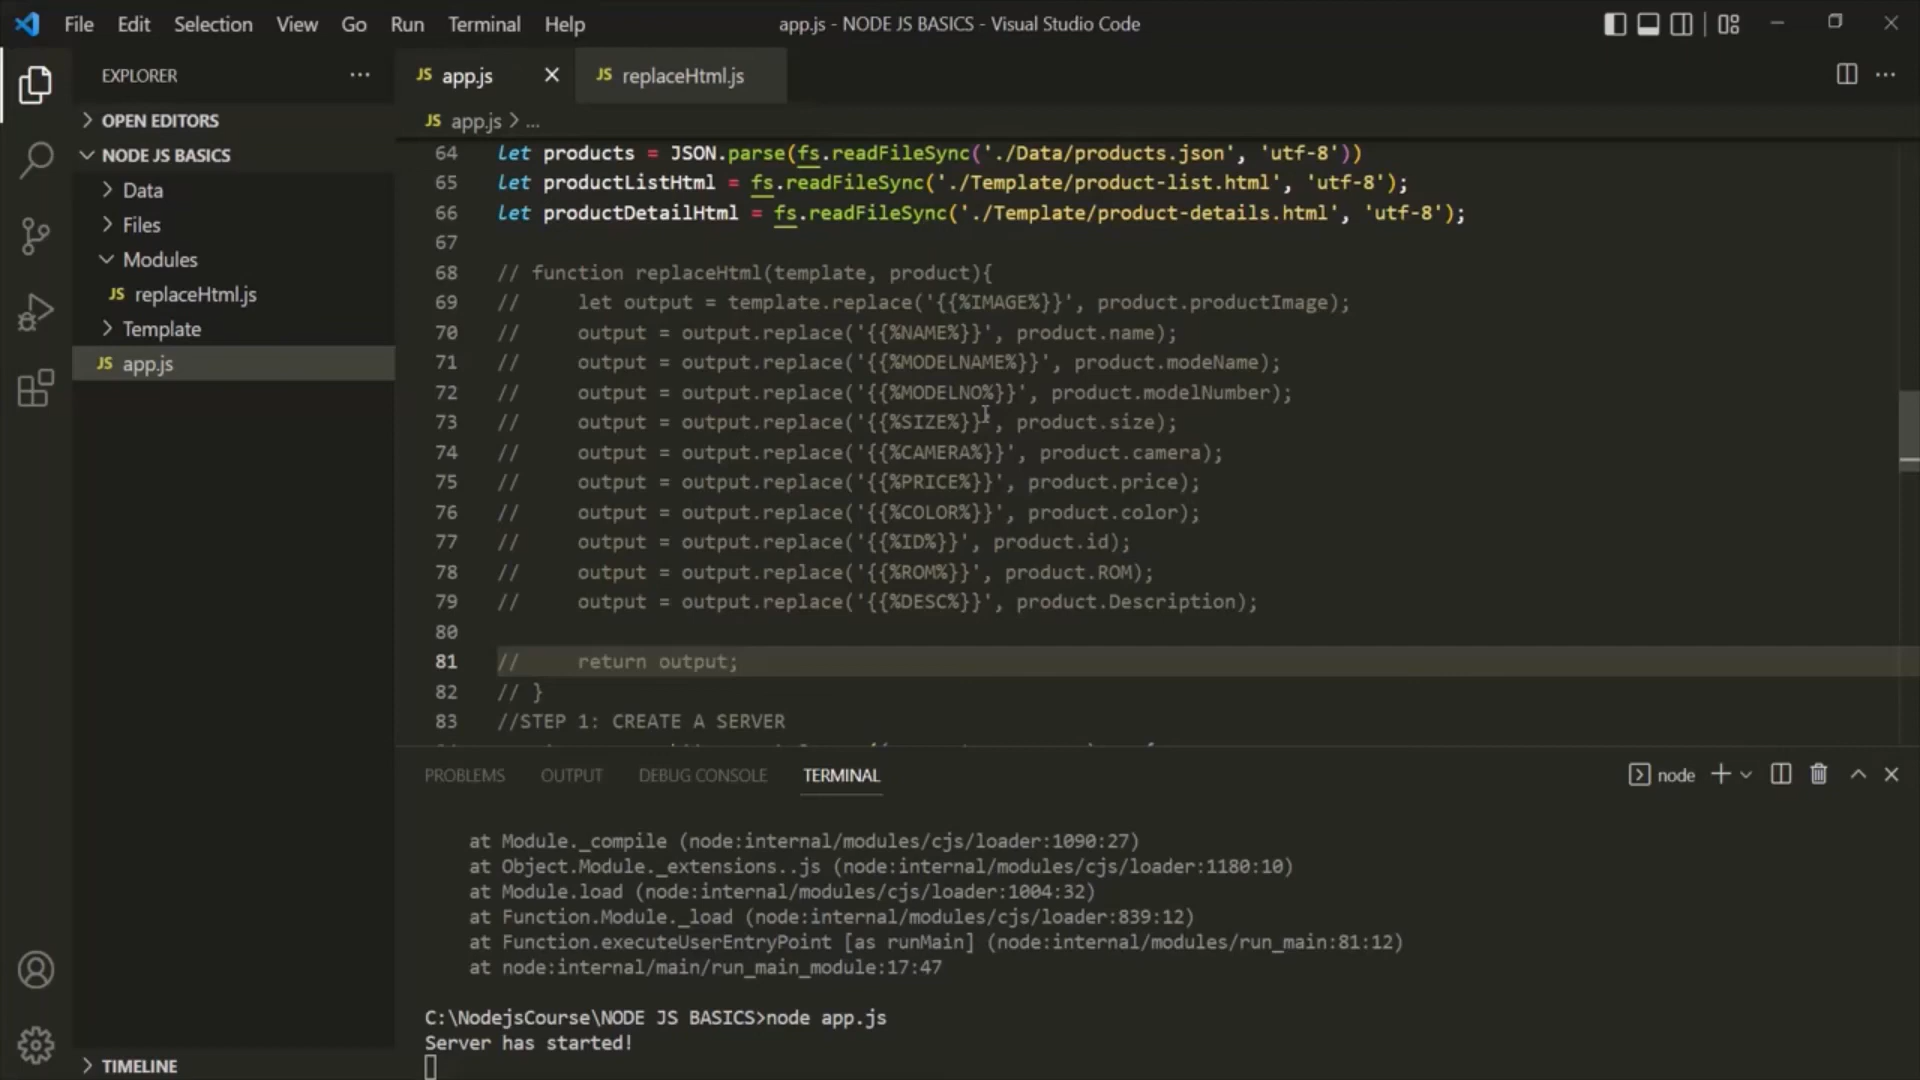 File Edit Selection View Go Run Terminal Help
app.js - NODE JS BASICS - Visual Studio Code
EXPLORER
OPEN EDITORS
NODE JS BASICS
Data
Files
Modules
JS replaceHtml.js
Template
JS app.js
TIMELINE
JS app.js
JS replaceHtml.js
JS app.js > ...
64 let products = JSON.parse(fs.readFileSync('./Data/products.json', 'utf-8'))
65 let productListHtml = fs.readFileSync('./Template/product-list.html', 'utf-8');
66 let productDetailHtml = fs.readFileSync('./Template/product-details.html', 'utf-8');
67
68 // function replaceHtml(template, product){
69 //     let output = template.replace('{{%IMAGE%}}', product.productImage);
70 //     output = output.replace('{{%NAME%}}', product.name);
71 //     output = output.replace('{{%MODELNAME%}}', product.modeName);
72 //     output = output.replace('{{%MODELNO%}}', product.modelNumber);
73 //     output = output.replace('{{%SIZE%}}', product.size);
74 //     output = output.replace('{{%CAMERA%}}', product.camera);
75 //     output = output.replace('{{%PRICE%}}', product.price);
76 //     output = output.replace('{{%COLOR%}}', product.color);
77 //     output = output.replace('{{%ID%}}', product.id);
78 //     output = output.replace('{{%ROM%}}', product.ROM);
79 //     output = output.replace('{{%DESC%}}', product.Description);
80
81 //     return output;
82 // }
83 //STEP 1: CREATE A SERVER
PROBLEMS OUTPUT DEBUG CONSOLE TERMINAL
node
at Module._compile (node:internal/modules/cjs/loader:1090:27)
at Object.Module._extensions..js (node:internal/modules/cjs/loader:1180:10)
at Module.load (node:internal/modules/cjs/loader:1004:32)
at Function.Module._load (node:internal/modules/cjs/loader:839:12)
at Function.executeUserEntryPoint [as runMain] (node:internal/modules/run_main:81:12)
at node:internal/main/run_main_module:17:47
C:\NodejsCourse\NODE JS BASICS>node app.js
Server has started!